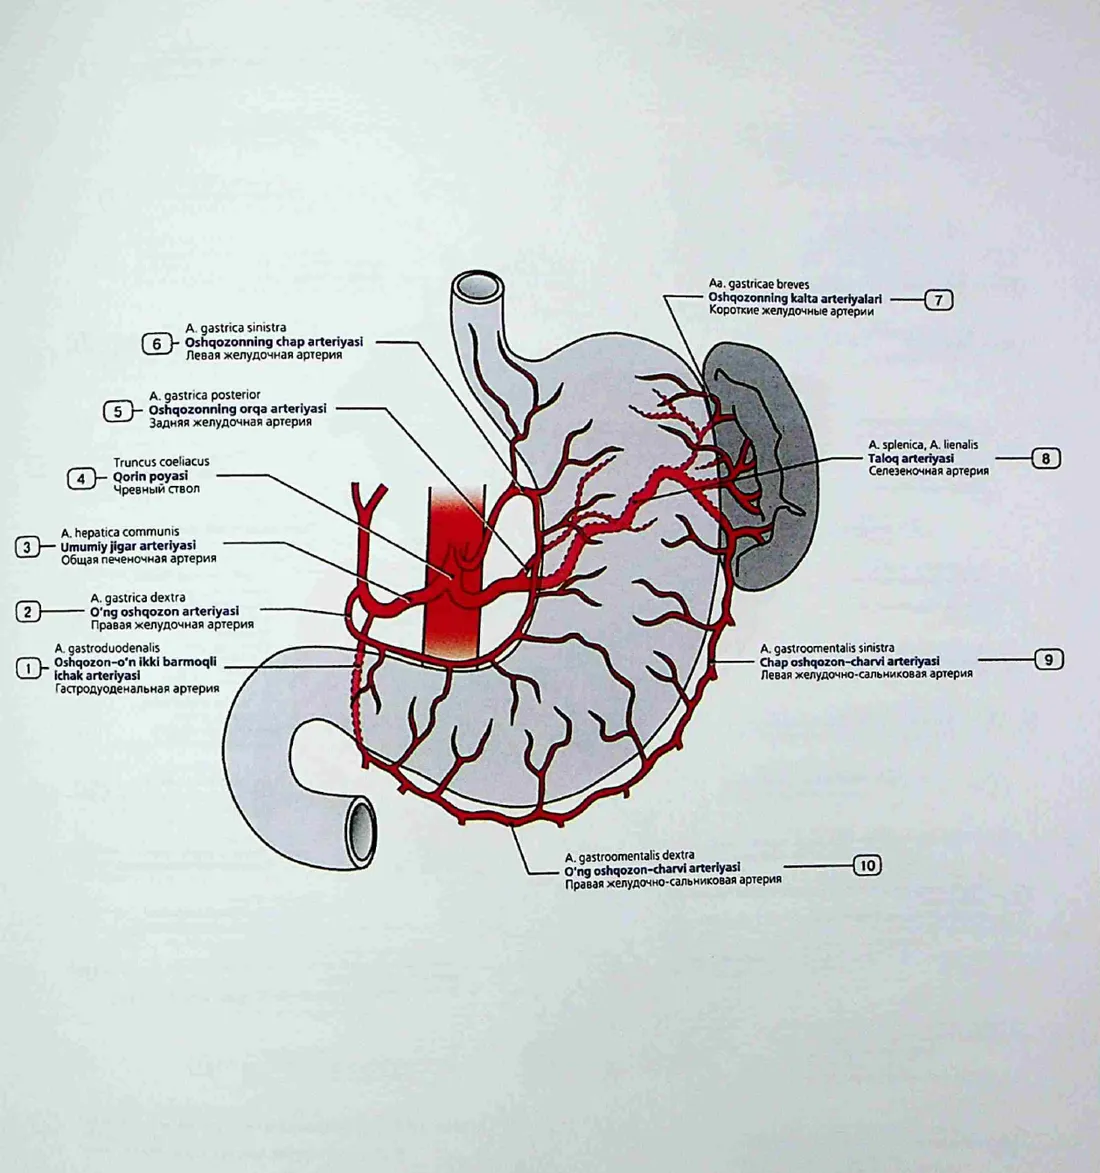 A. gastrica sinistra
6 Oshqozonning chap arteriyasi
Левая желудочная артерия
A. gastrica posterior
5 Oshqozonning orqa arteriyasi
Задняя желудочная артерия
Truncus coeliacus
4 Qorin poyasi
Чревный ствол
A. hepatica communis
3 Umumiy jigar arteriyasi
Общая печеночная артерия
A. gastrica dextra
2 O'ng oshqozon arteriyasi
Правая желудочная артерия
A. gastroduodenalis
1 Oshqozon-o'n ikki barmoqli
ichak arteriyasi
Гастродуоденальная артерия
Aa. gastricae breves
Oshqozonning kalta arteriyalari 7
Короткие желудочные артерии
A. splenica, A. lienalis
Taloq arteriyasi 8
Селезеночная артерия
A. gastroomentalis sinistra
Chap oshqozon-charvi arteriyasi 9
Левая желудочно-сальниковая артерия
A. gastroomentalis dextra
O'ng oshqozon-charvi arteriyasi 10
Правая желудочно-сальниковая артерия